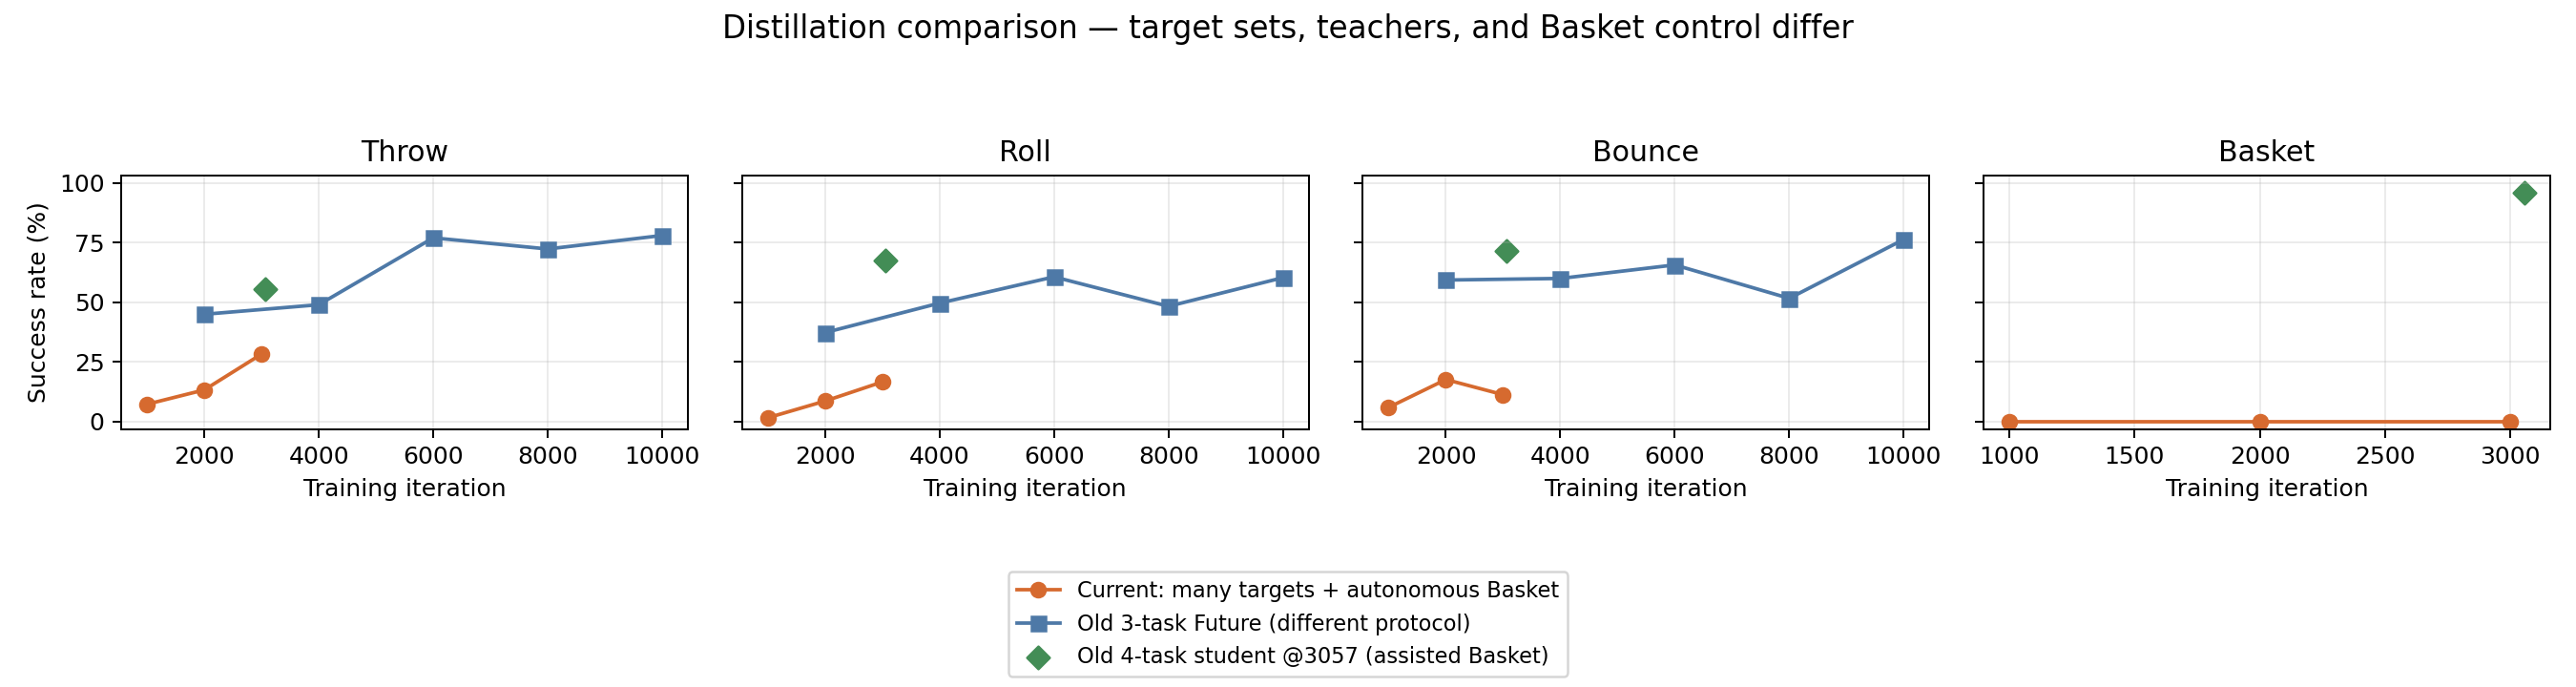 Distillation comparison — target sets, teachers, and Basket control differ
Throw
Roll
Bounce
Basket
Success rate (%)
100
75
50
25
0
2000 4000 6000 8000 10000
2000 4000 6000 8000 10000
2000 4000 6000 8000 10000
1000 1500 2000 2500 3000
Training iteration
Training iteration
Training iteration
Training iteration
Current: many targets + autonomous Basket
Old 3-task Future (different protocol)
Old 4-task student @3057 (assisted Basket)